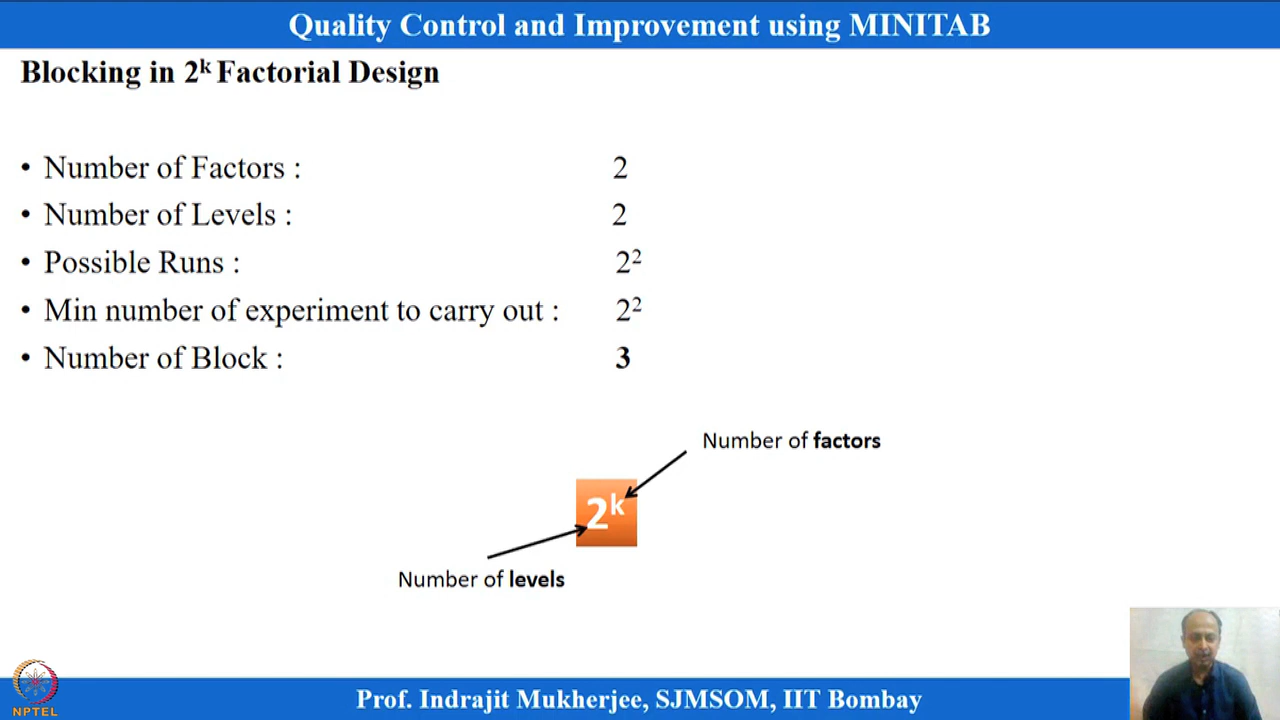 Quality Control and Improvement using MINITAB
Blocking in 2ᵏ Factorial Design
• Number of Factors : 2
• Number of Levels : 2
• Possible Runs : 2²
• Min number of experiment to carry out : 2²
• Number of Block : 3
Number of factors
2ᵏ
Number of levels
NPTEL
Prof. Indrajit Mukherjee, SJMSOM, IIT Bombay